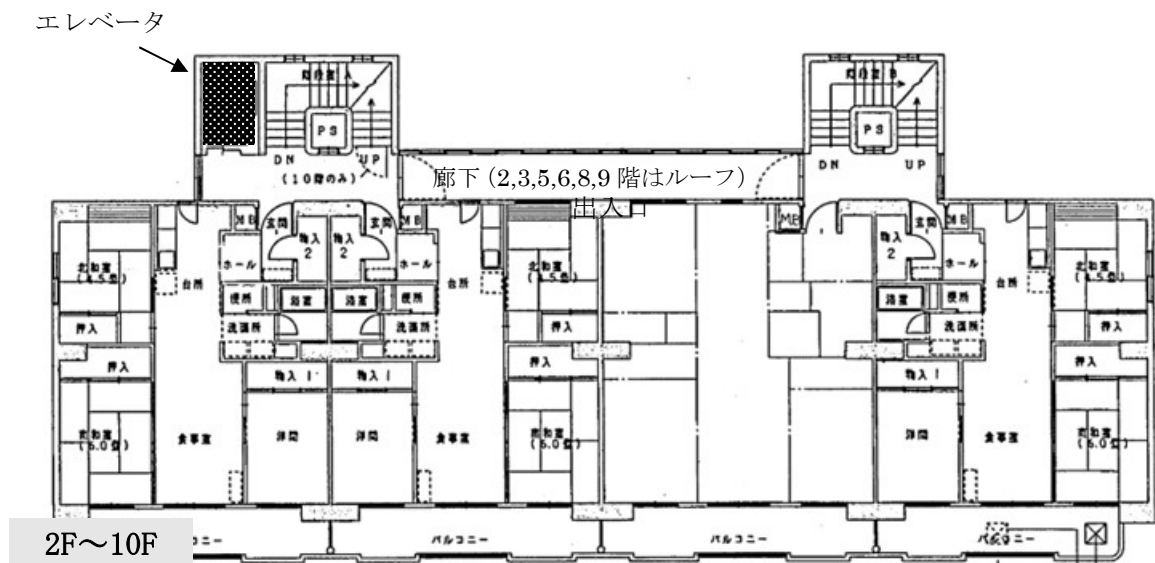 エレベータ
階段室 A
階段室 B
PS
PS
DN
UP
DN
UP
(10階のみ)
廊下 (2,3,5,6,8,9 階はルーフ)
出入口
MB
玄関
物入
2
物入
2
玄関
MB
MB
物入
2
玄関
MB
北和室
(4.5畳)
台所
ホール
ホール
台所
北和室
(4.5畳)
ホール
台所
北和室
(4.5畳)
便所
浴室
浴室
便所
浴室
便所
押入
洗面所
洗面所
押入
洗面所
押入
押入
物入1
物入1
押入
物入1
押入
南和室
(6.0畳)
食事室
洋間
洋間
食事室
南和室
(6.0畳)
洋間
食事室
南和室
(6.0畳)
2F～10F
コニー
バルコニー
バルコニー
バルコニー